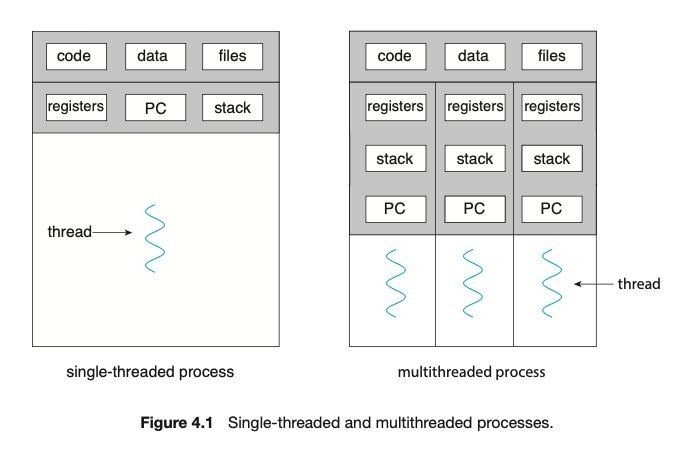 code data files
registers PC stack
thread
single-threaded process
code data files
registers registers registers
stack stack stack
PC PC PC
thread
multithreaded process
Figure 4.1 Single-threaded and multithreaded processes.